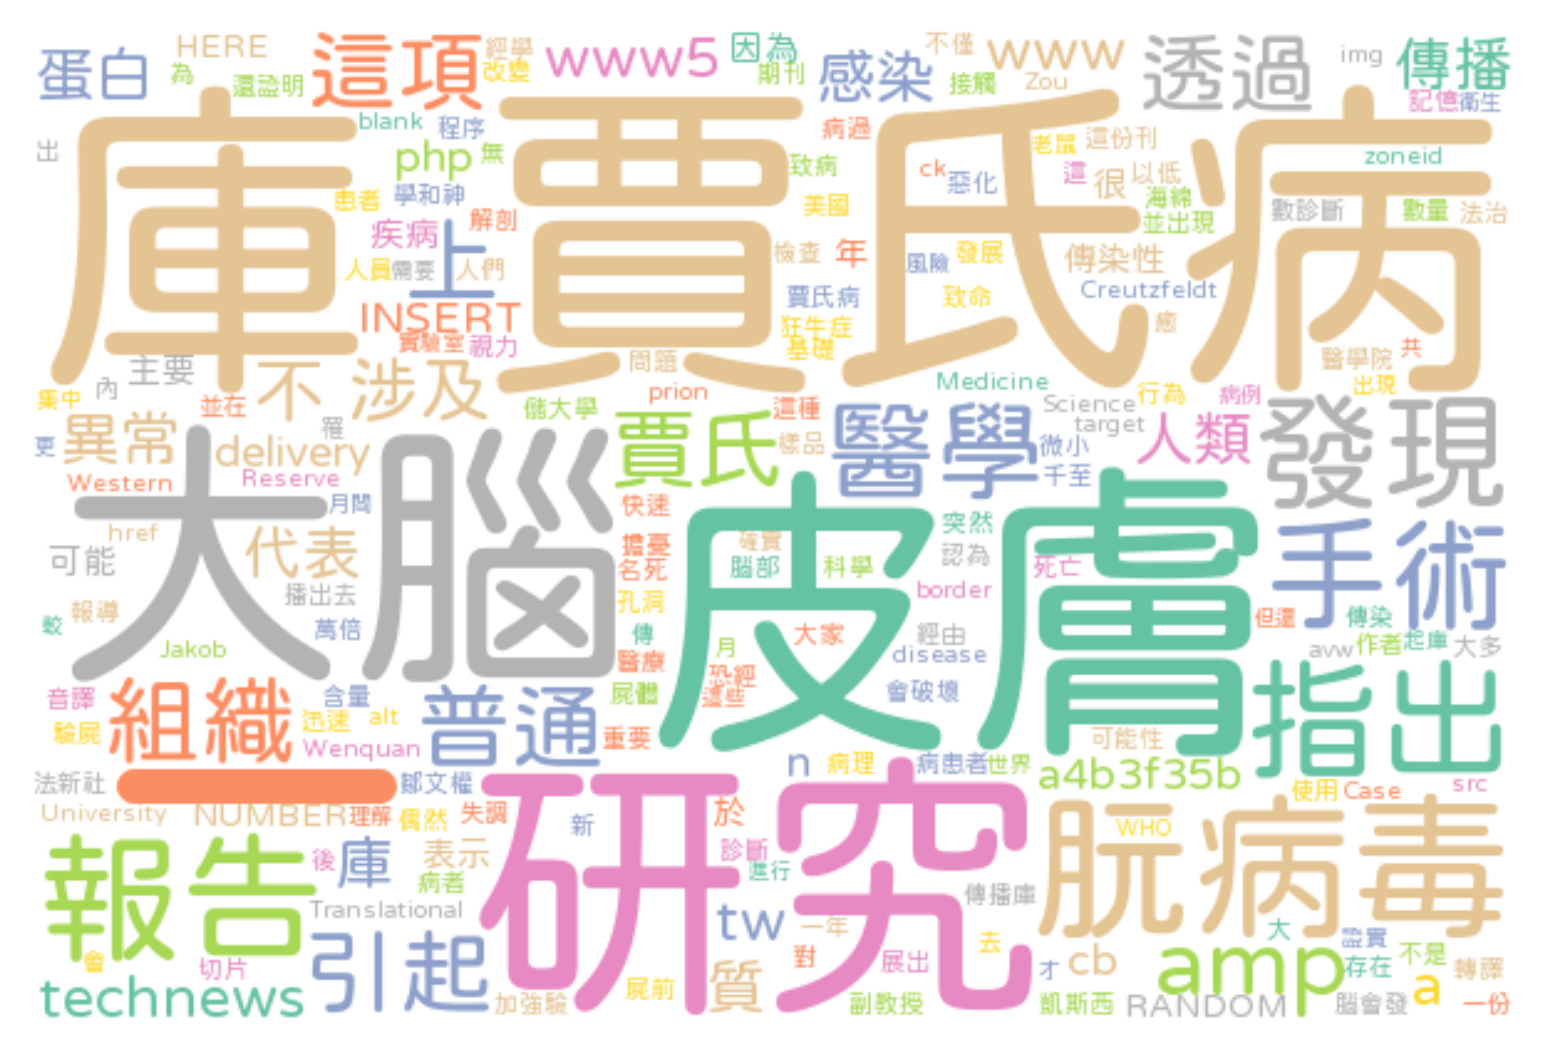 蛋白
HERE
為
還證明
這項
經學
改變
www5
因為
期刊
感染
不僅
接觸
www
Zou
透過
img
傳播
記憶
衛生
出
blank
程序
php
無
病過
致病
老鼠
這份刊
zoneid
ck
惡化
這
很
以低
海綿
並出現
數診斷
數量
法治
庫賈氏病
患者
學和神
解剖
疾病
上
美國
人員
需要
人們
檢查
年
風險
發展
傳染性
Creutzfeldt
賈氏病
致命
INSERT
實驗室
視力
狂牛症
基礎
癒
醫學院
共
出現
主要
內
集中
並在
不
涉及
問題
prion
Medicine
行為
病例
儲大學
這種
Science
target
更
異常
罹
delivery
賈氏
樣品
醫學
微小
千至
人類
發現
Western
Reserve
月間
快速
href
可能
代表
大腦
擔憂
名死
確實
腦部
科學
突然
認為
死亡
手術
播出去
孔洞
border
皮膚
較
報導
萬倍
傳
月
大家
經由
disease
但還
傳染
avw
作者
起庫
大多
Jakob
醫療
恐經
這些
音譯
組織
含量
迅速
alt
驗屍
Wenquan
普通
屍體
重要
會破壞
指出
可能性
法新社
鄒文權
n
病理
病患者
世界
a4b3f35b
使用
Case
src
University
NUMBER
理解
偶然
失調
新
於
研究
WHO
朊病毒
報告
後
庫
表示
病者
診斷
進行
傳播庫
Translational
tw
一年
大
證實
會
切片
引起
對
展出
去
才
cb
amp
存在
不是
轉譯
technews
加強驗
屍前
質
副教授
凱斯西
RANDOM
腦會發
a
一份